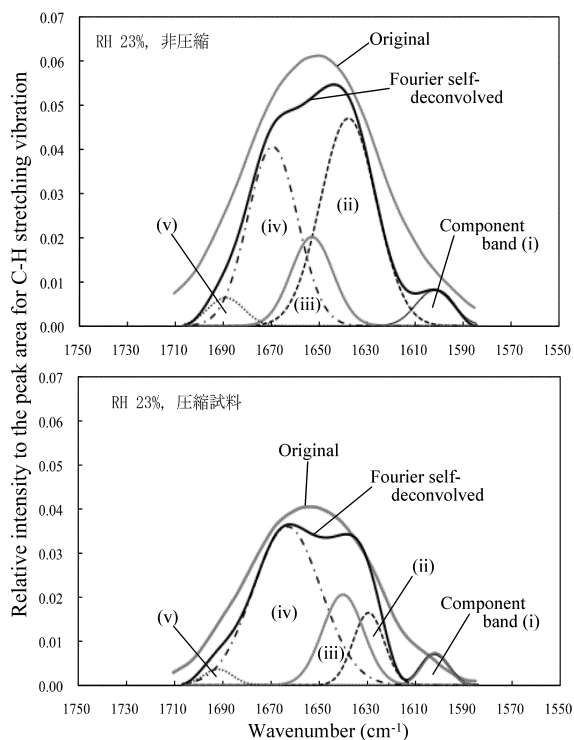 Relative intensity to the peak area for C-H stretching vibration
0.07
0.06
0.05
0.04
0.03
0.02
0.01
0.00
RH 23%, 非圧縮
Original
Fourier self-
deconvolved
(v)
(iv)
(ii)
(iii)
Component
band (i)
1750 1730 1710 1690 1670 1650 1630 1610 1590 1570 1550
0.07
0.06
0.05
0.04
0.03
0.02
0.01
0.00
RH 23%, 圧縮試料
Original
Fourier self-
deconvolved
(ii)
(v)
(iv)
(iii)
Component
band (i)
1750 1730 1710 1690 1670 1650 1630 1610 1590 1570 1550
Wavenumber (cm⁻¹)